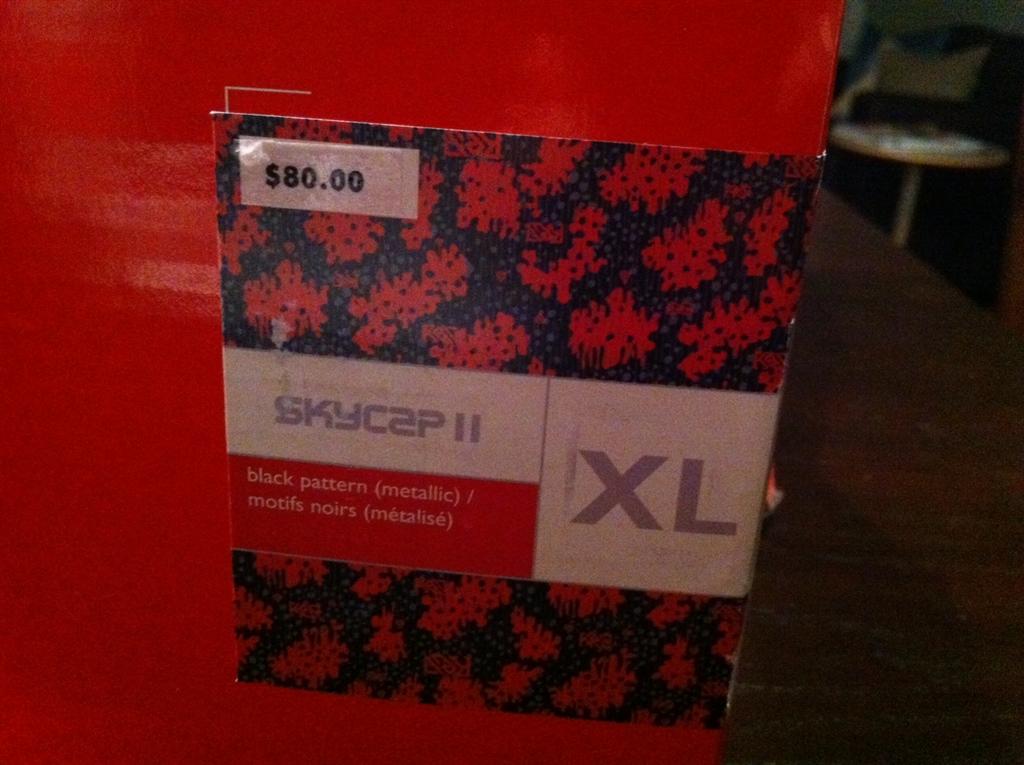 $80.00
SKYCAP II
XL
black pattern (metallic) /
motifs noirs (métalisé)